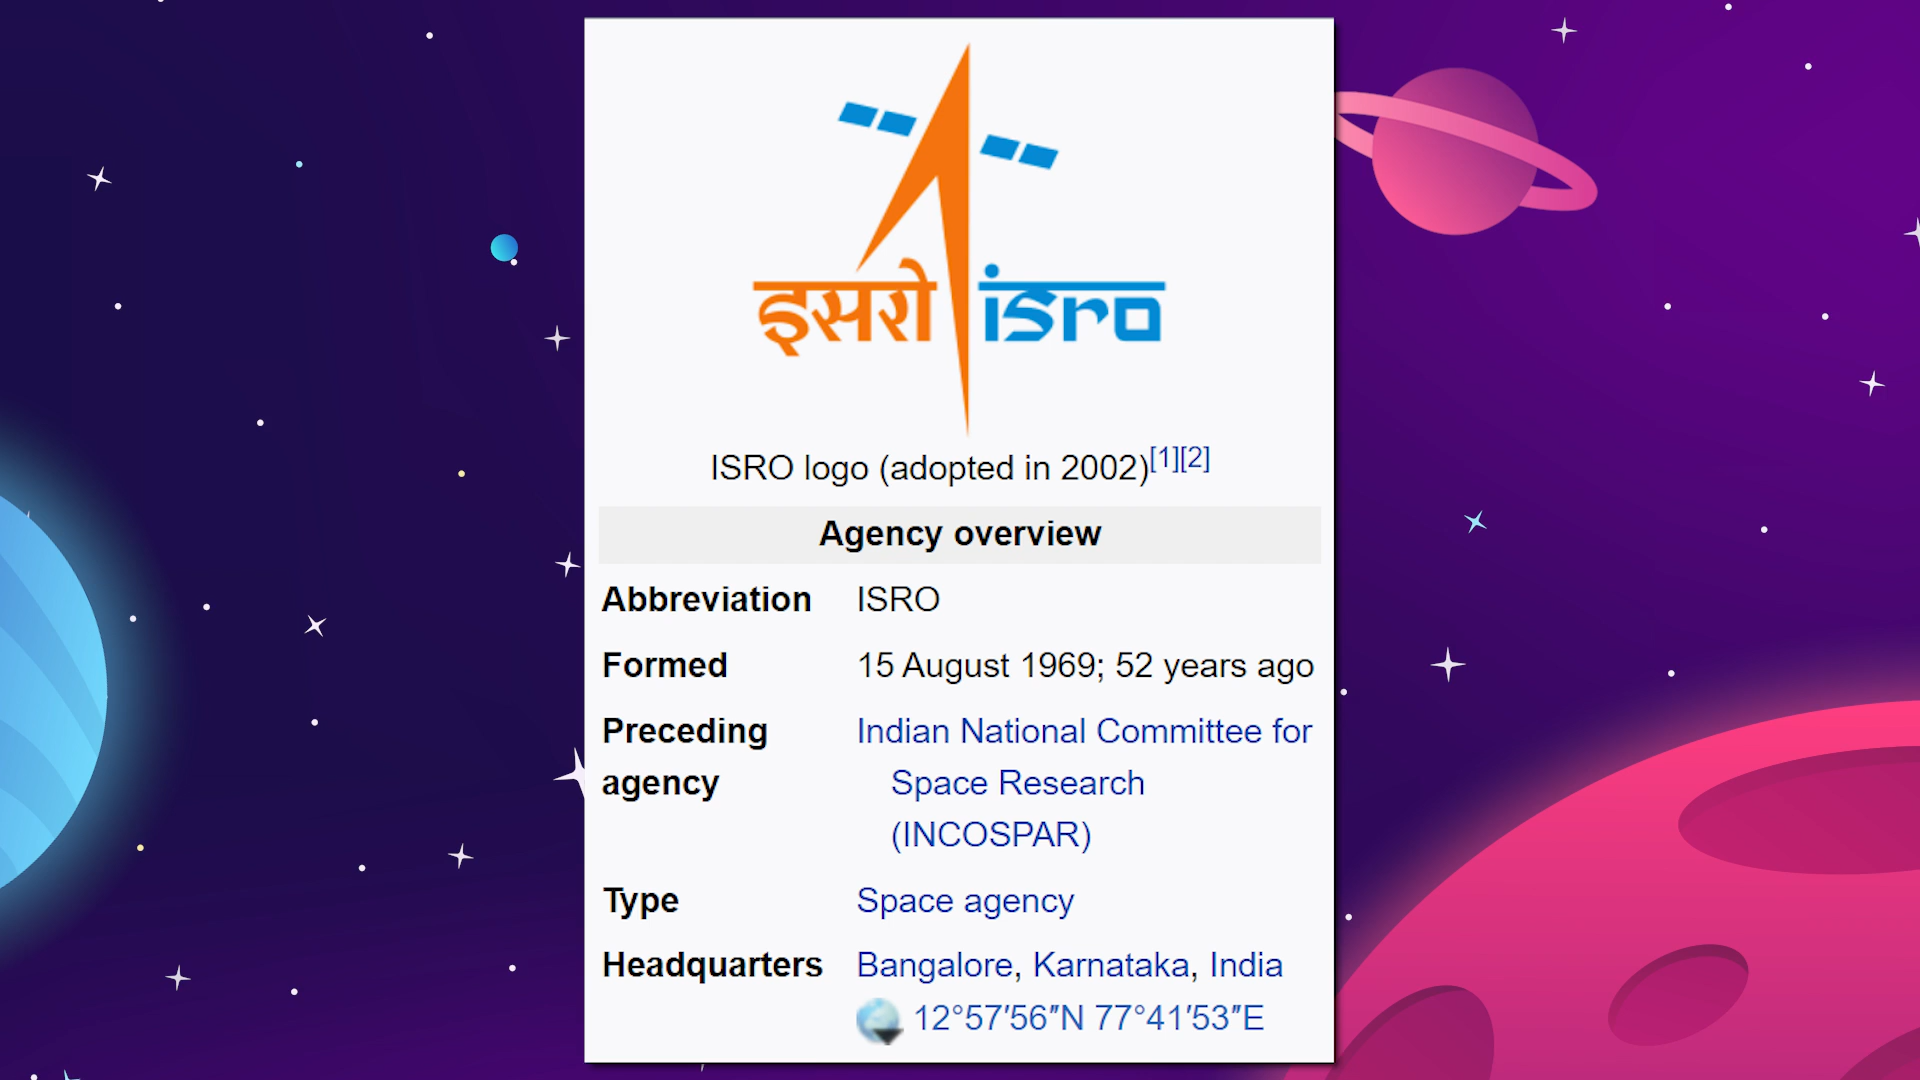 इसरो isro
ISRO logo (adopted in 2002)[1][2]
Agency overview
Abbreviation ISRO
Formed 15 August 1969; 52 years ago
Preceding agency Indian National Committee for
Space Research
(INCOSPAR)
Type Space agency
Headquarters Bangalore, Karnataka, India
12°57′56″N 77°41′53″E